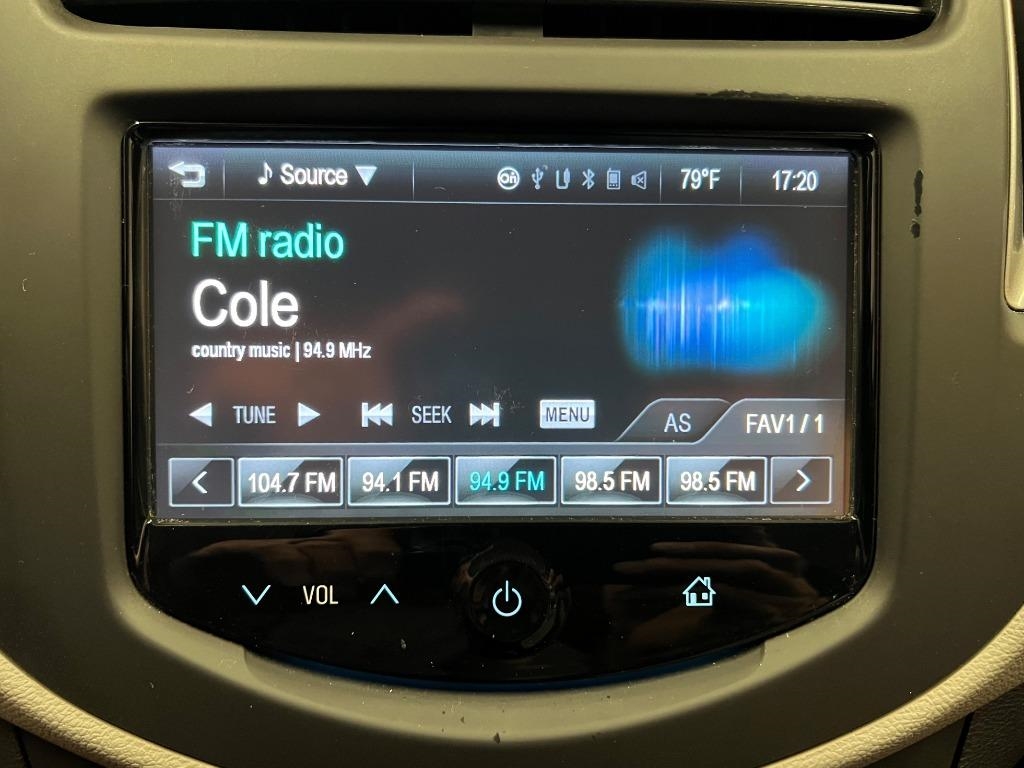 Source On 79°F 17:20
FM radio
Cole
country music | 94.9 MHz
TUNE SEEK MENU AS FAV1 / 1
104.7 FM 94.1 FM 94.9 FM 98.5 FM 98.5 FM
VOL